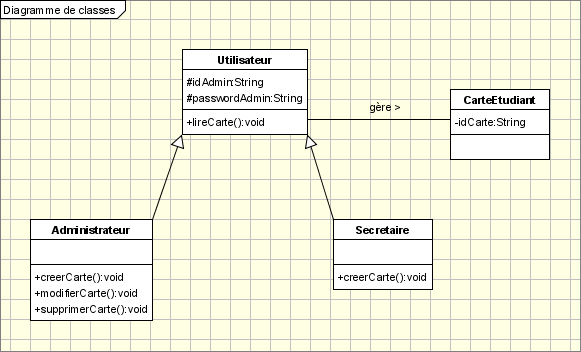 Diagramme de classes
Utilisateur
#idAdmin:String
#passwordAdmin:String
+lireCarte():void
gère >
CarteEtudiant
-idCarte:String
Administrateur
+creerCarte():void
+modifierCarte():void
+supprimerCarte():void
Secretaire
+creerCarte():void